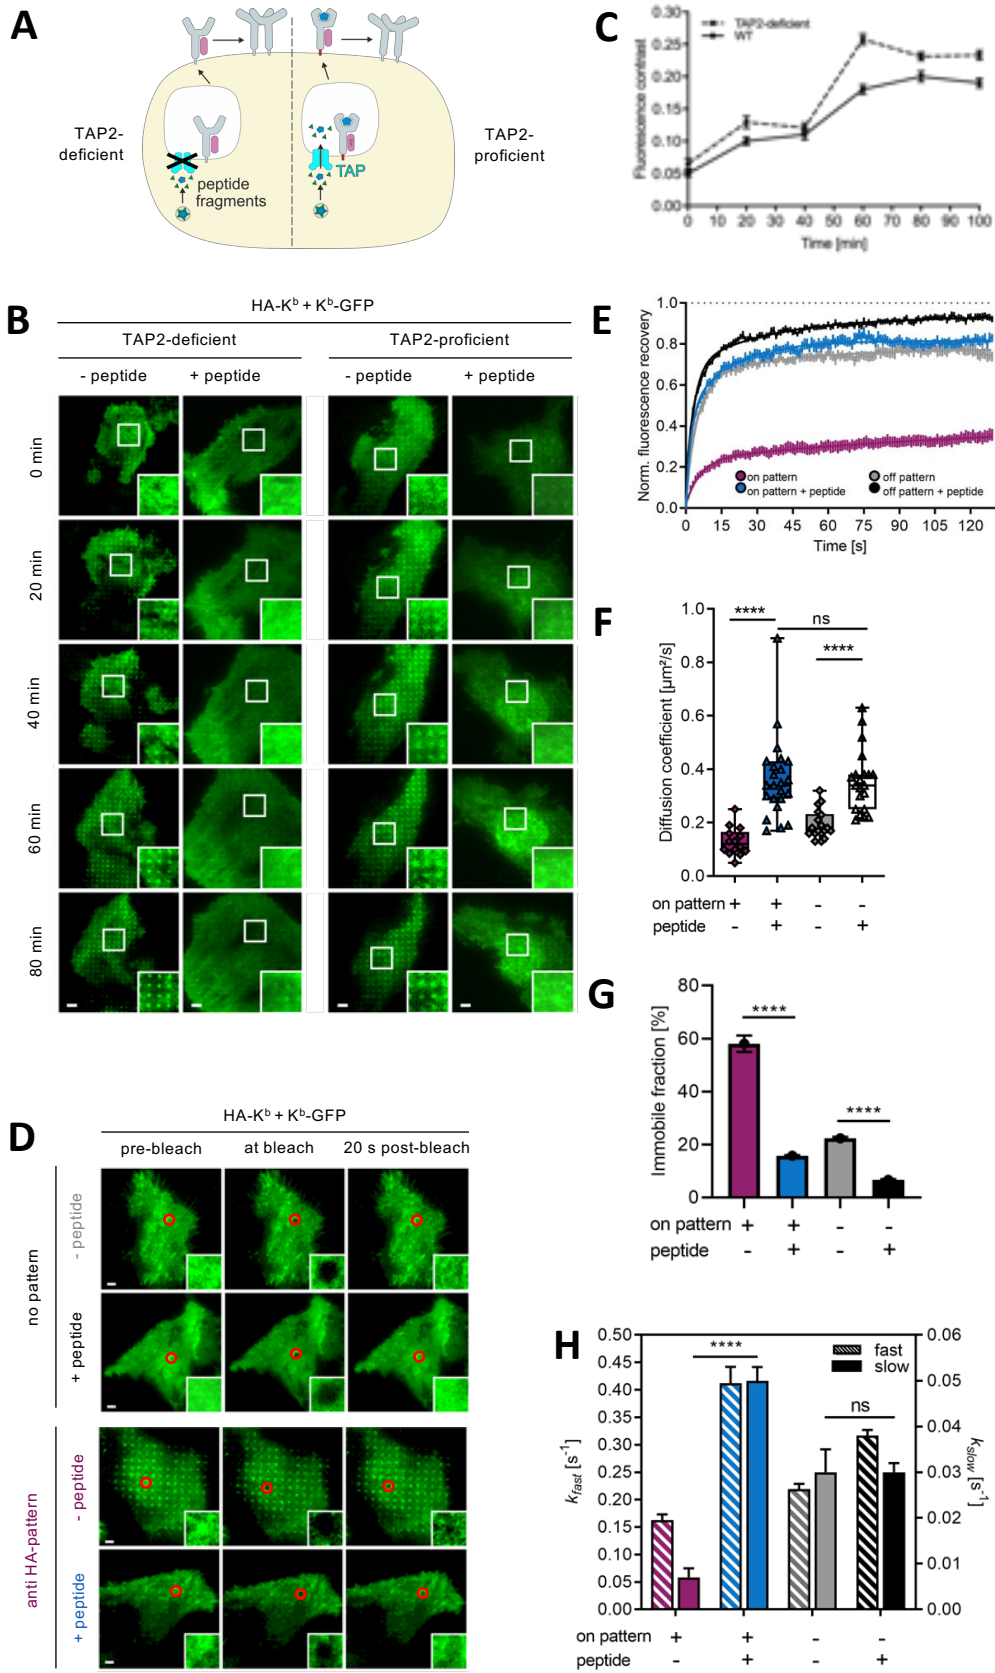 A
TAP2-
deficient
TAP2-
proficient
peptide
fragments
TAP
B
HA-Kᵇ + Kᵇ-GFP
TAP2-deficient
TAP2-proficient
- peptide
+ peptide
- peptide
+ peptide
0 min
20 min
40 min
60 min
80 min
C
TAP2-deficient
WT
Fluorescence contrast
0.30
0.25
0.20
0.15
0.10
0.05
0.00
0 10 20 30 40 50 60 70 80 90 100
Time [min]
D
HA-Kᵇ + Kᵇ-GFP
pre-bleach
at bleach
20 s post-bleach
no pattern
- peptide
+ peptide
anti HA-pattern
- peptide
+ peptide
E
Norm. fluorescence recovery
1.0
0.8
0.6
0.4
0.2
0.0
on pattern
off pattern
on pattern + peptide
off pattern + peptide
0 15 30 45 60 75 90 105 120
Time [s]
F
Diffusion coefficient [µm²/s]
1.0
0.8
0.6
0.4
0.2
0.0
****
ns
****
on pattern + + - -
peptide - + - +
G
Immobile fraction [%]
80
60
40
20
0
****
****
on pattern + + - -
peptide - + - +
H
k_fast [s⁻¹]
0.50
0.45
0.40
0.35
0.30
0.25
0.20
0.15
0.10
0.05
0.00
****
ns
fast
slow
0.06
0.05
0.04
0.03
0.02
0.01
0.00
k_slow [s⁻¹]
on pattern + + - -
peptide - + - +